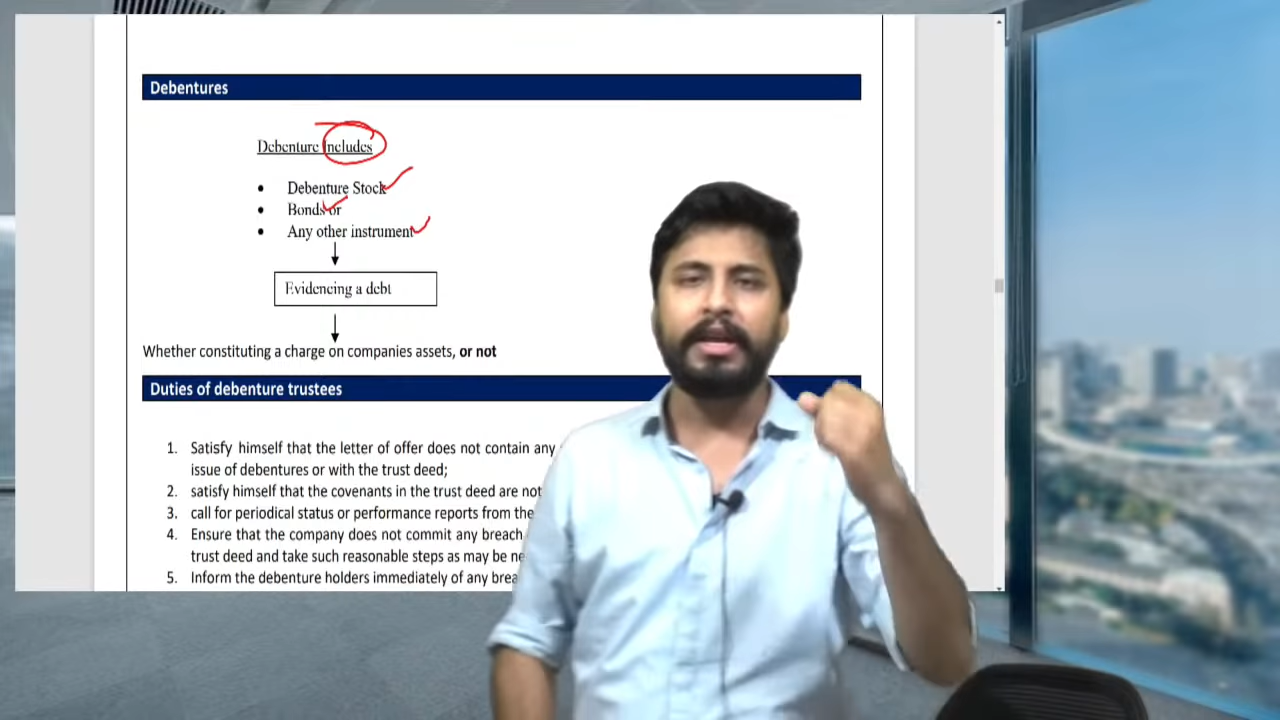 Debentures
Debenture Includes
• Debenture Stock
• Bonds or
• Any other instrument
Evidencing a debt
Whether constituting a charge on companies assets, or not
Duties of debenture trustees
1. Satisfy himself that the letter of offer does not contain any
issue of debentures or with the trust deed;
2. satisfy himself that the covenants in the trust deed are not
3. call for periodical status or performance reports from the
4. Ensure that the company does not commit any breach
trust deed and take such reasonable steps as may be
5. Inform the debenture holders immediately of any